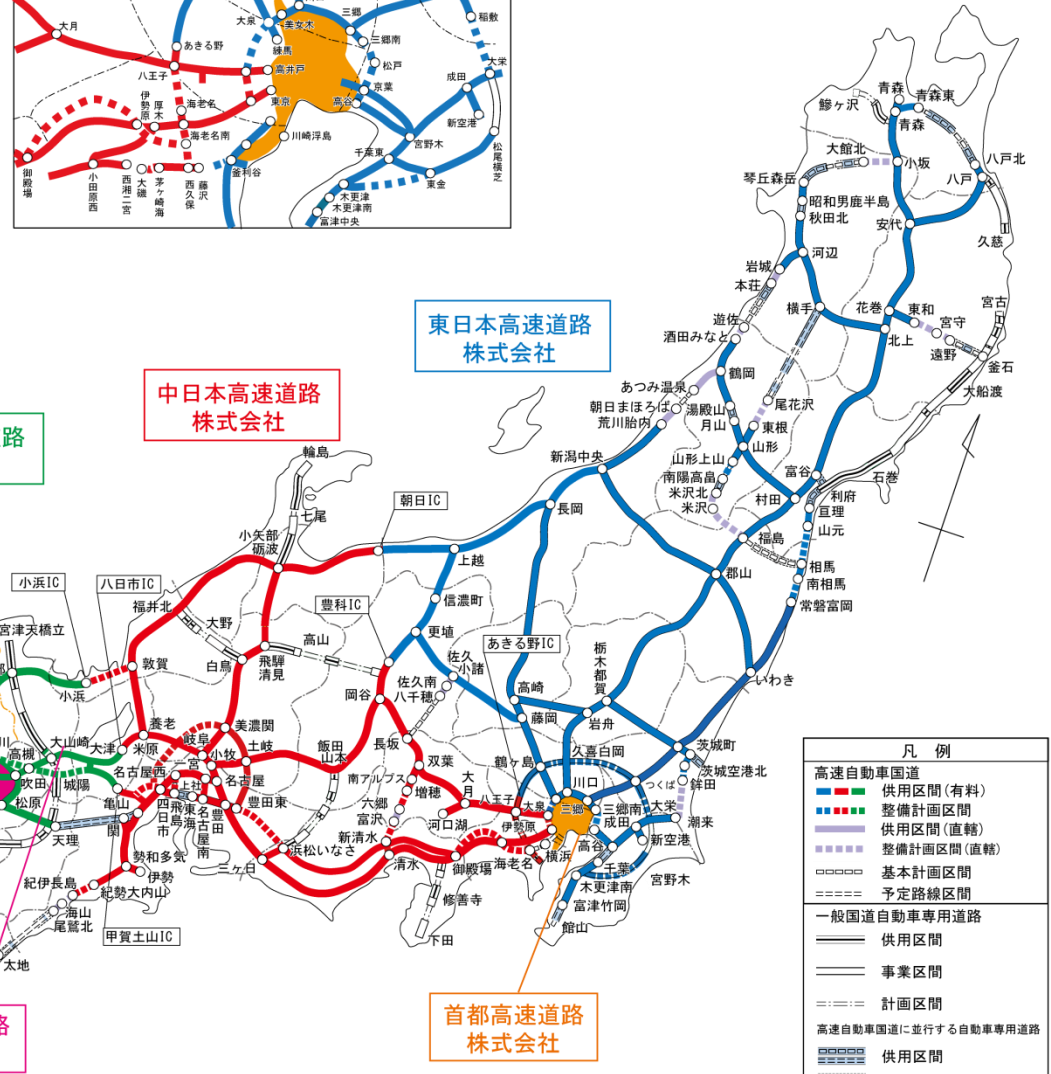 大月
あきる野
八王子
大泉
美女木
練馬
高井戸
東京
三郷
三郷南
松戸
京葉
高谷
稲敷
大栄
成田
新空港
宮野木
千葉東
松尾横芝
東金
木更津
木更津南
富津中央
川崎浮島
釜利谷
伊勢原
厚木
海老名
海老名南
御殿場
小田原西
西湘二宮
大磯
茅ヶ崎海
西久保
藤沢
東日本高速道路
株式会社
中日本高速道路
株式会社
路
首都高速道路
株式会社
路
鰺ヶ沢
青森
青森東
青森
大館北
小坂
八戸北
八戸
琴丘森岳
昭和男鹿半島
秋田北
安代
久慈
河辺
岩城
本荘
横手
花巻
東和
宮守
宮古
遊佐
酒田みなと
北上
遠野
釜石
大船渡
鶴岡
あつみ温泉
朝日まほろば
荒川胎内
湯殿山
月山
尾花沢
東根
山形
山形上山
南陽高畠
米沢北
米沢
富谷
石巻
利府
村田
亘理
山元
新潟中央
福島
相馬
南相馬
郡山
常磐富岡
いわき
長岡
上越
信濃町
更埴
朝日IC
輪島
七尾
小矢部
砺波
小浜IC
八日市IC
福井北
大野
豊科IC
高山
あきる野IC
栃木都賀
宮津天橋立
敦賀
小浜
白鳥
飛騨
清見
佐久
小諸
佐久南
八千穂
岡谷
高崎
藤岡
岩舟
茨城町
茨城空港北
鉾田
久喜白岡
つくば
養老
美濃関
飯田
山本
長坂
双葉
鶴ヶ島
川口
大山崎
大津
米原
岐阜
一宮
小牧
土岐
高槻
吹田
松原
城陽
名古屋西
名古屋
上社
南アルプス
増穂
大月
八王子
大泉
三郷
三郷南
成田
大栄
潮来
新空港
亀山
四日市
飛島
東海
名古屋南
豊田
豊田東
六郷
富沢
河口湖
伊勢原
高谷
千葉
宮野木
天理
関
浜松いなさ
新清水
清水
御殿場
海老名
横浜
木更津南
富津竹岡
館山
三ヶ日
勢和多気
伊勢
紀伊長島
紀勢大内山
海山
尾鷲北
甲賀土山IC
修善寺
下田
太地
凡 例
高速自動車国道
供用区間(有料)
整備計画区間
供用区間(直轄)
整備計画区間(直轄)
基本計画区間
予定路線区間
一般国道自動車専用道路
供用区間
事業区間
計画区間
高速自動車国道に並行する自動車専用道路
供用区間